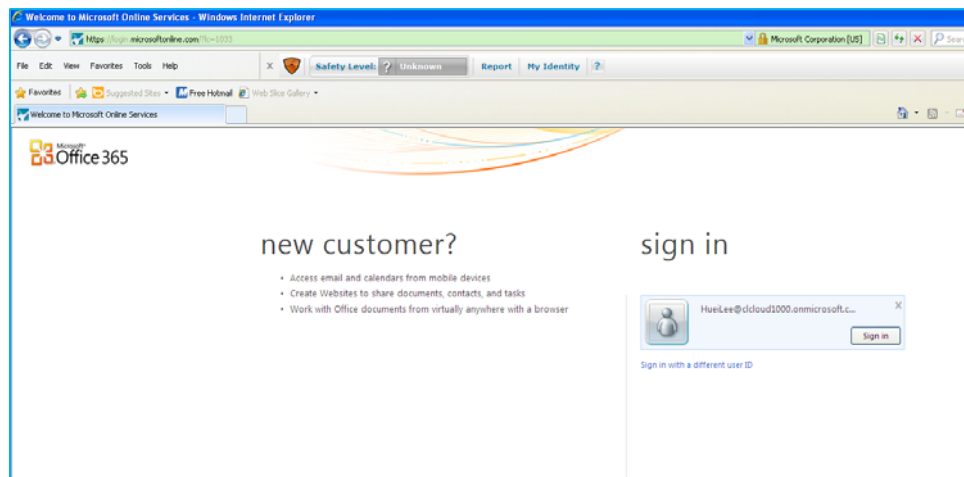 Welcome to Microsoft Online Services - Windows Internet Explorer
https://login.microsoftonline.com/?lc=1033
Microsoft Corporation [US]
File Edit View Favorites Tools Help
X Safety Level: ? Unknown Report My Identity ?
Favorites Suggested Sites Free Hotmail Web Slice Gallery
Welcome to Microsoft Online Services
Microsoft
Office 365
new customer?
• Access email and calendars from mobile devices
• Create Websites to share documents, contacts, and tasks
• Work with Office documents from virtually anywhere with a browser
sign in
HueiLee@clcloud1000.onmicrosoft.c...
Sign in
Sign in with a different user ID